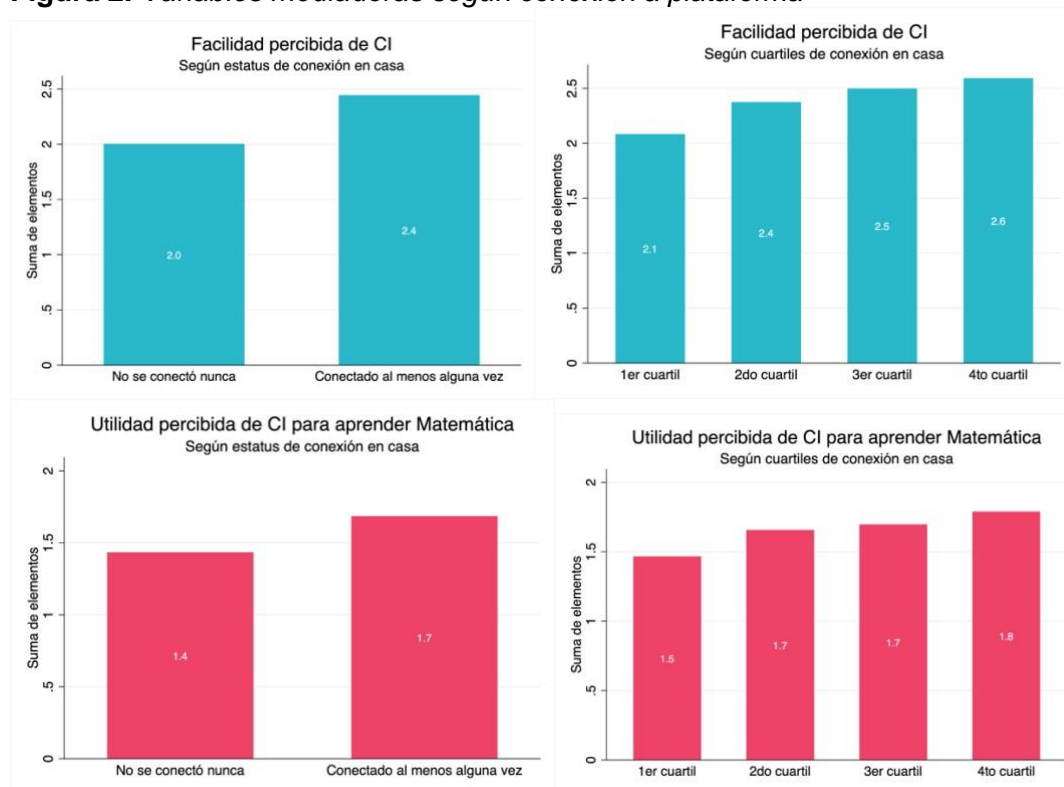 Figura 2. Variables mediadoras según conexión a plataforma
Facilidad percibida de CI
Según estatus de conexión en casa
Suma de elementos
2.5
2
1.5
1
.5
0
2.0
2.4
No se conectó nunca
Conectado al menos alguna vez
Facilidad percibida de CI
Según cuartiles de conexión en casa
Suma de elementos
2.5
2
1.5
1
.5
0
2.1
2.4
2.5
2.6
1er cuartil
2do cuartil
3er cuartil
4to cuartil
Utilidad percibida de CI para aprender Matemática
Según estatus de conexión en casa
Suma de elementos
2
1.5
1
.5
0
1.4
1.7
No se conectó nunca
Conectado al menos alguna vez
Utilidad percibida de CI para aprender Matemática
Según cuartiles de conexión en casa
Suma de elementos
2
1.5
1
.5
0
1.5
1.7
1.7
1.8
1er cuartil
2do cuartil
3er cuartil
4to cuartil